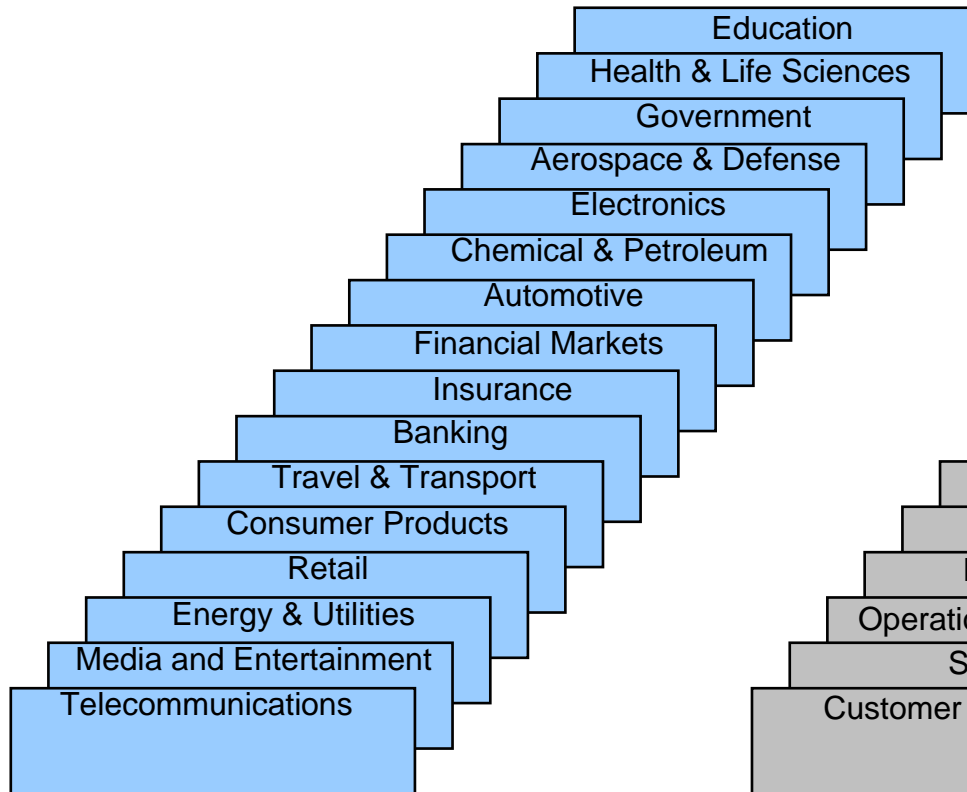 Education
Health & Life Sciences
Government
Aerospace & Defense
Electronics
Chemical & Petroleum
Automotive
Financial Markets
Insurance
Banking
Travel & Transport
Consumer Products
Retail
Energy & Utilities
Media and Entertainment
Telecommunications
Customer